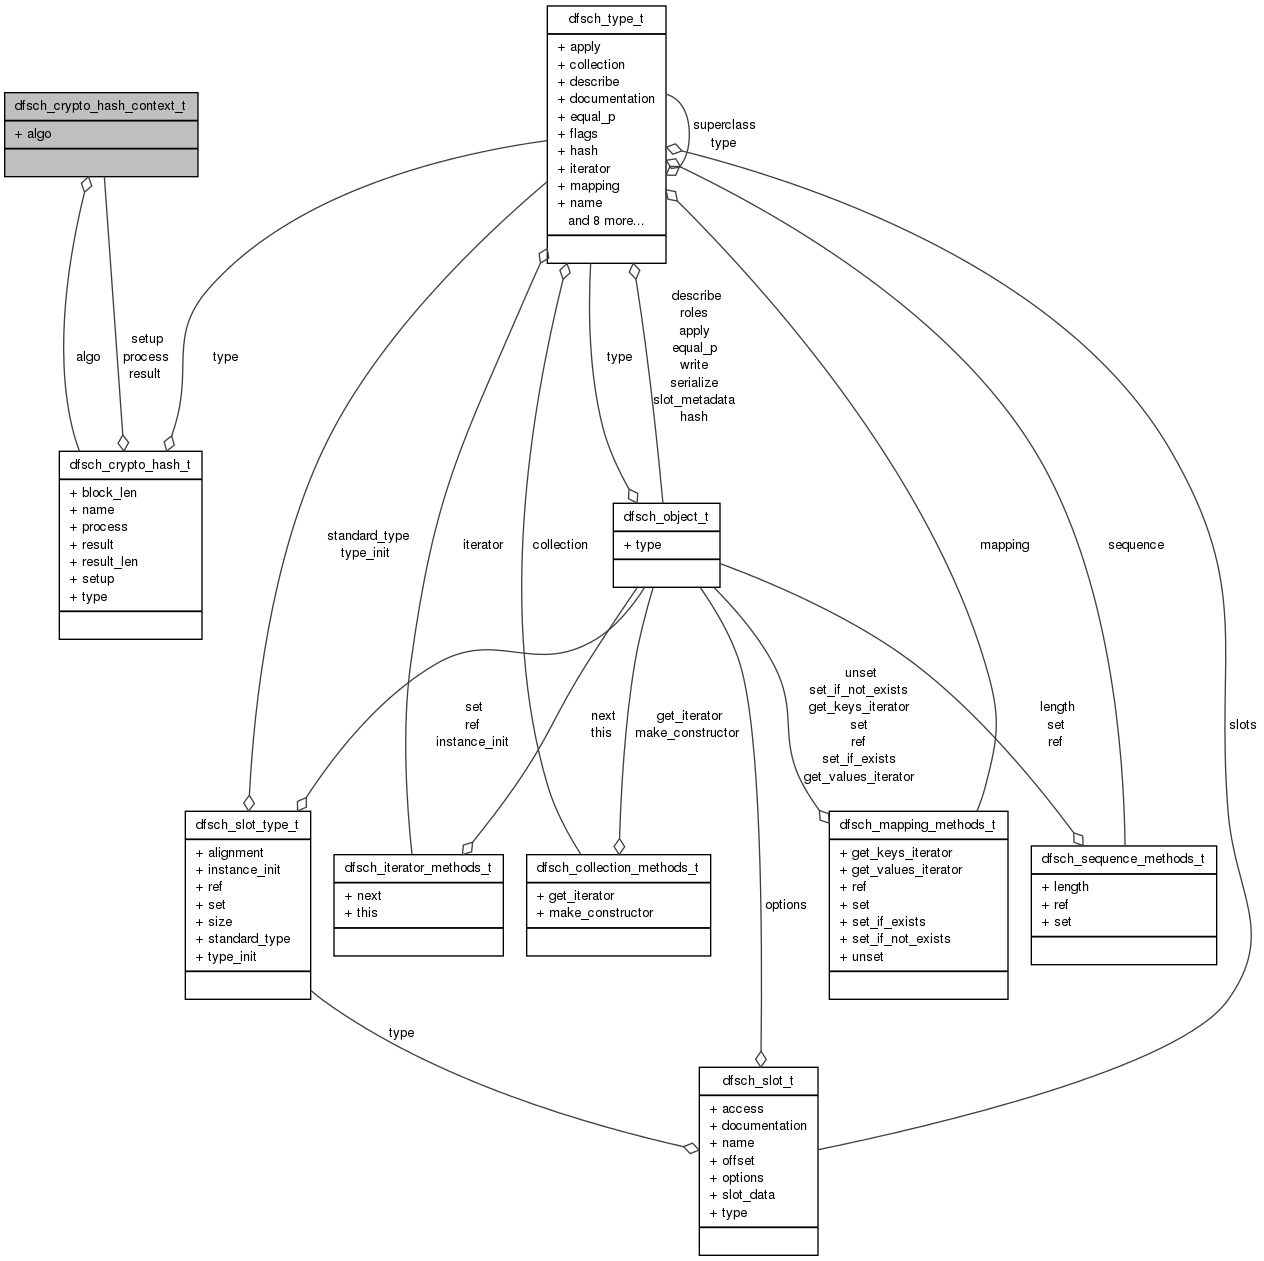 dfsch_type_t
+ apply
+ collection
+ describe
+ documentation
+ equal_p
+ flags
+ hash
+ iterator
+ mapping
+ name
and 8 more...
dfsch_crypto_hash_context_t
+ algo
superclass
type
algo
setup
process
result
type
describe
roles
apply
equal_p
write
serialize
slot_metadata
hash
type
dfsch_crypto_hash_t
+ block_len
+ name
+ process
+ result
+ result_len
+ setup
+ type
standard_type
type_init
iterator
collection
dfsch_object_t
+ type
mapping
sequence
slots
set
ref
instance_init
next
this
get_iterator
make_constructor
unset
set_if_not_exists
get_keys_iterator
set
ref
set_if_exists
get_values_iterator
length
set
ref
dfsch_slot_type_t
+ alignment
+ instance_init
+ ref
+ set
+ size
+ standard_type
+ type_init
dfsch_iterator_methods_t
+ next
+ this
dfsch_collection_methods_t
+ get_iterator
+ make_constructor
options
dfsch_mapping_methods_t
+ get_keys_iterator
+ get_values_iterator
+ ref
+ set
+ set_if_exists
+ set_if_not_exists
+ unset
dfsch_sequence_methods_t
+ length
+ ref
+ set
type
dfsch_slot_t
+ access
+ documentation
+ name
+ offset
+ options
+ slot_data
+ type